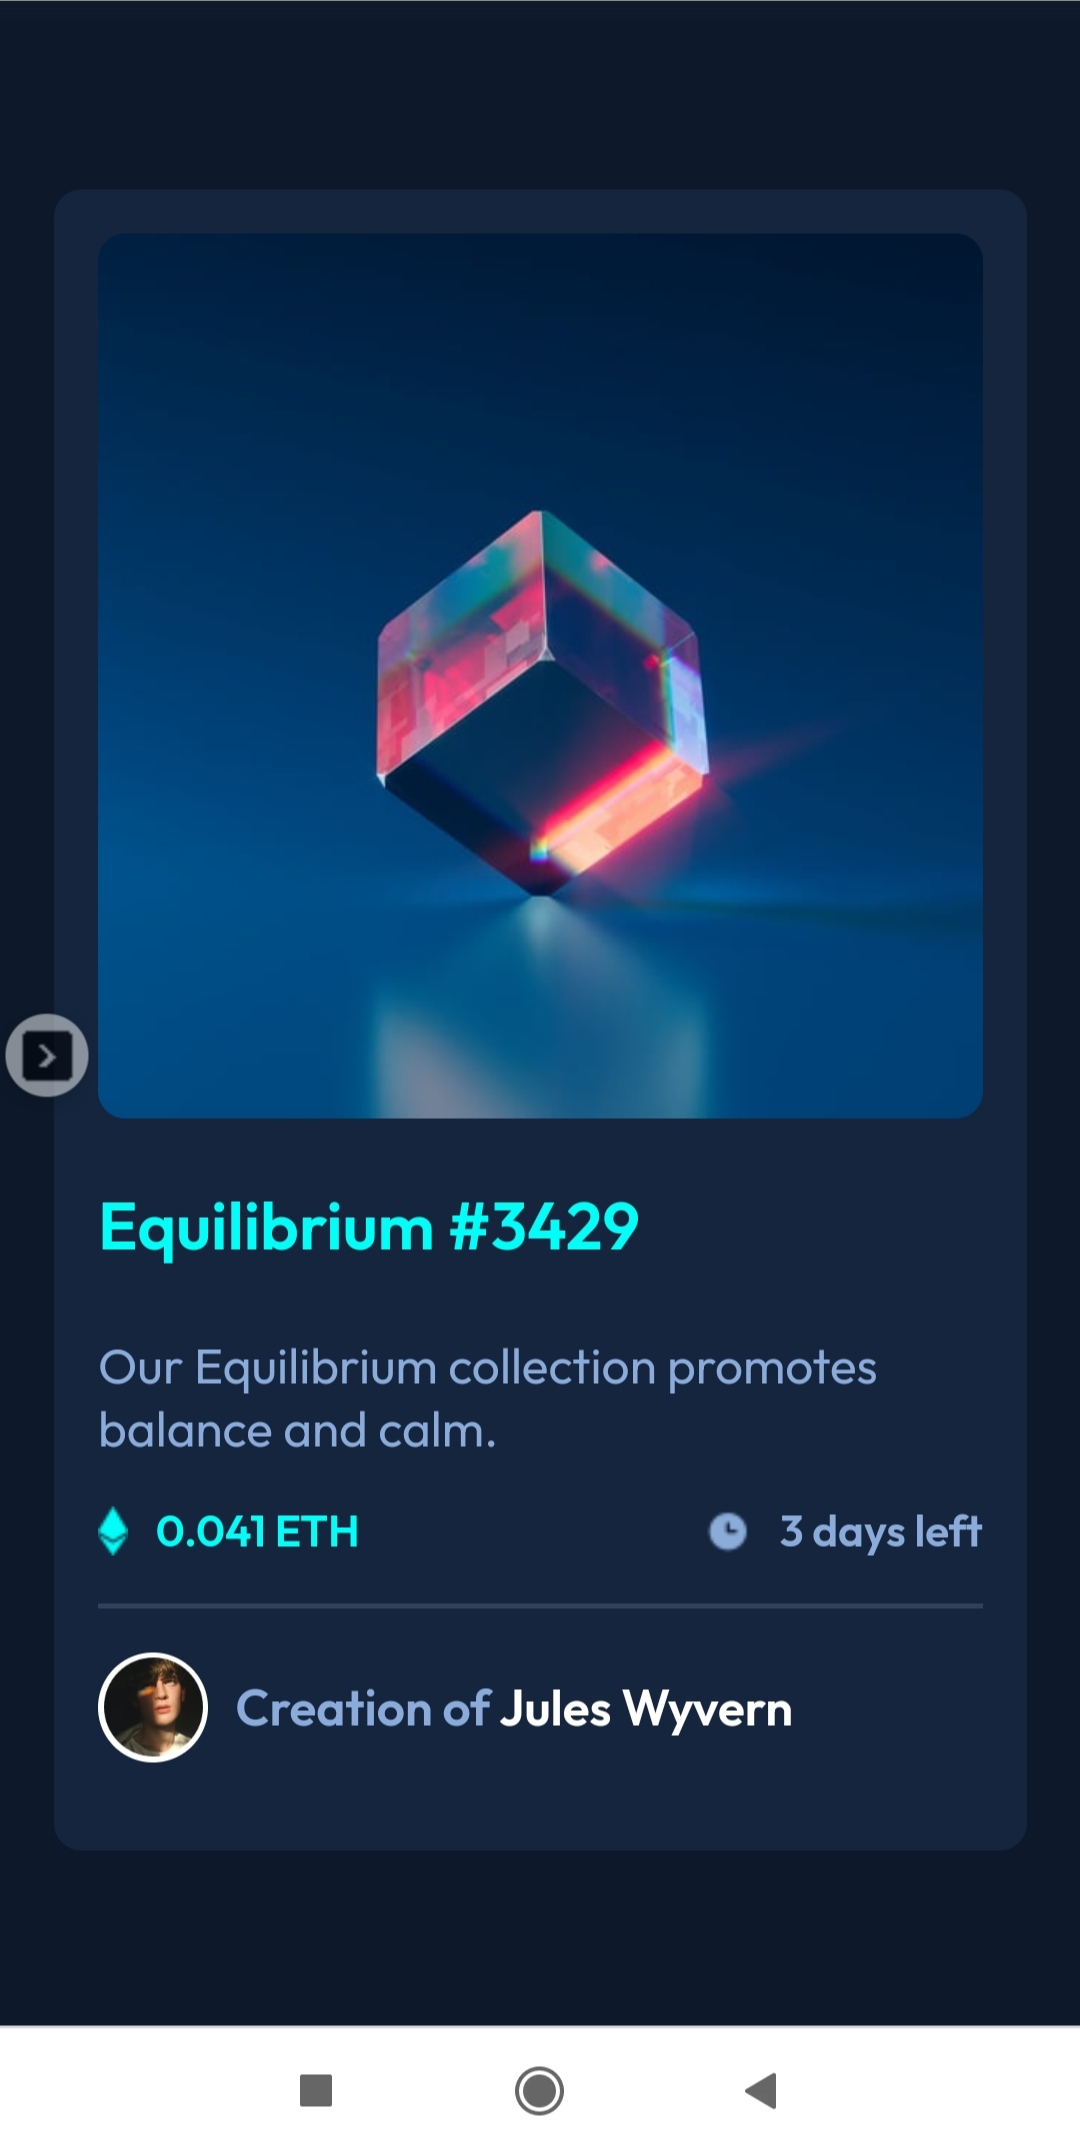 Equilibrium #3429
Our Equilibrium collection promotes
balance and calm.
0.041 ETH
3 days left
Creation of Jules Wyvern